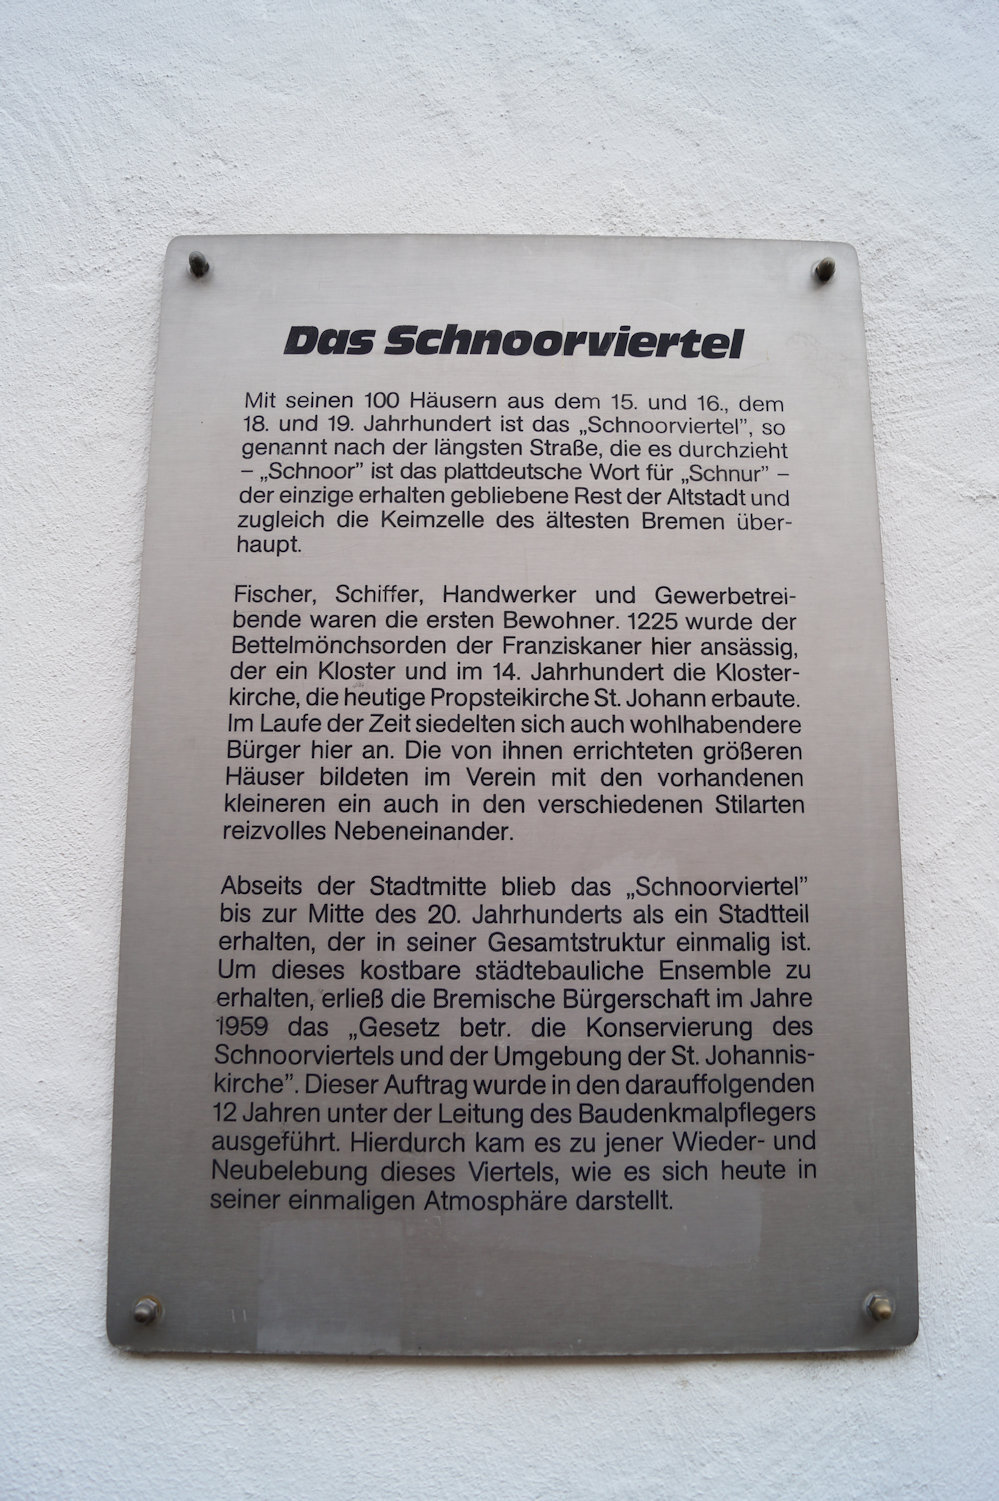 Das Schnoorviertel
Mit seinen 100 Häusern aus dem 15. und 16., dem
18. und 19. Jahrhundert ist das „Schnoorviertel”, so
genannt nach der längsten Straße, die es durchzieht
– „Schnoor” ist das plattdeutsche Wort für „Schnur” –
der einzige erhalten gebliebene Rest der Altstadt und
zugleich die Keimzelle des ältesten Bremen über-
haupt.
Fischer, Schiffer, Handwerker und Gewerbetrei-
bende waren die ersten Bewohner. 1225 wurde der
Bettelmönchsorden der Franziskaner hier ansässig,
der ein Kloster und im 14. Jahrhundert die Kloster-
kirche, die heutige Propsteikirche St. Johann erbaute.
Im Laufe der Zeit siedelten sich auch wohlhabendere
Bürger hier an. Die von ihnen errichteten größeren
Häuser bildeten im Verein mit den vorhandenen
kleineren ein auch in den verschiedenen Stilarten
reizvolles Nebeneinander.
Abseits der Stadtmitte blieb das „Schnoorviertel”
bis zur Mitte des 20. Jahrhunderts als ein Stadtteil
erhalten, der in seiner Gesamtstruktur einmalig ist.
Um dieses kostbare städtebauliche Ensemble zu
erhalten, erließ die Bremische Bürgerschaft im Jahre
1959 das „Gesetz betr. die Konservierung des
Schnoorviertels und der Umgebung der St. Johannis-
kirche”. Dieser Auftrag wurde in den darauffolgenden
12 Jahren unter der Leitung des Baudenkmalpflegers
ausgeführt. Hierdurch kam es zu jener Wieder- und
Neubelebung dieses Viertels, wie es sich heute in
seiner einmaligen Atmosphäre darstellt.